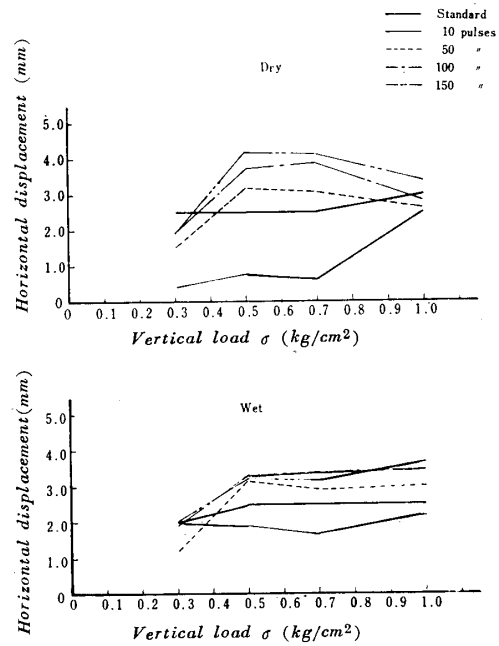 Standard
10 pulses
50 〃
100 〃
150 〃
Dry
Horizontal displacement (mm)
5.0
4.0
3.0
2.0
1.0
0
0 0.1 0.2 0.3 0.4 0.5 0.6 0.7 0.8 0.9 1.0
Vertical load σ (kg/cm2)
Wet
Horizontal displacement(mm)
5.0
4.0
3.0
2.0
1.0
0 0.1 0.2 0.3 0.4 0.5 0.6 0.7 0.8 0.9 1.0
Vertical load σ (kg/cm2)